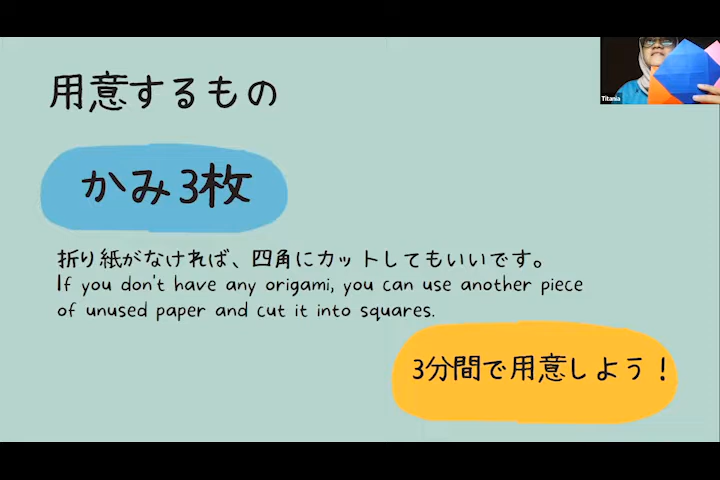 用意するもの
Titania
かみ3枚
折り紙がなければ、四角にカットしてもいいです。
If you don't have any origami, you can use another piece
of unused paper and cut it into squares.
3分間で用意しよう！